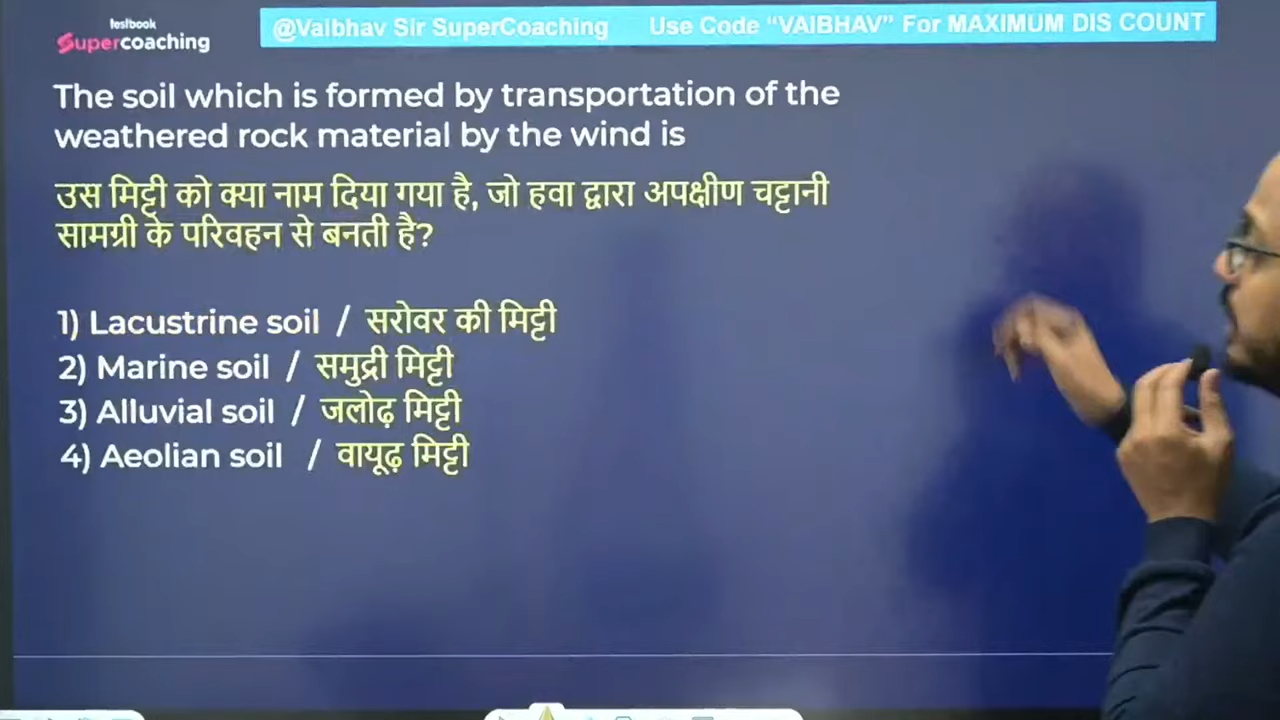 testbook
Supercoaching
@Vaibhav Sir SuperCoaching Use Code “VAIBHAV” For MAXIMUM DIS COUNT
The soil which is formed by transportation of the
weathered rock material by the wind is
उस मिट्टी को क्या नाम दिया गया है, जो हवा द्वारा अपक्षीण चट्टानी
सामग्री के परिवहन से बनती है?
1) Lacustrine soil / सरोवर की मिट्टी
2) Marine soil / समुद्री मिट्टी
3) Alluvial soil / जलोढ़ मिट्टी
4) Aeolian soil / वायूढ़ मिट्टी